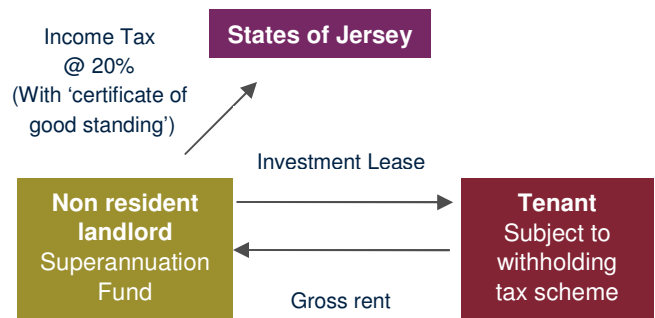 Income Tax
@ 20%
(With ‘certificate of
good standing’)
States of Jersey
Investment Lease
Non resident
landlord
Superannuation
Fund
Tenant
Subject to
withholding
tax scheme
Gross rent